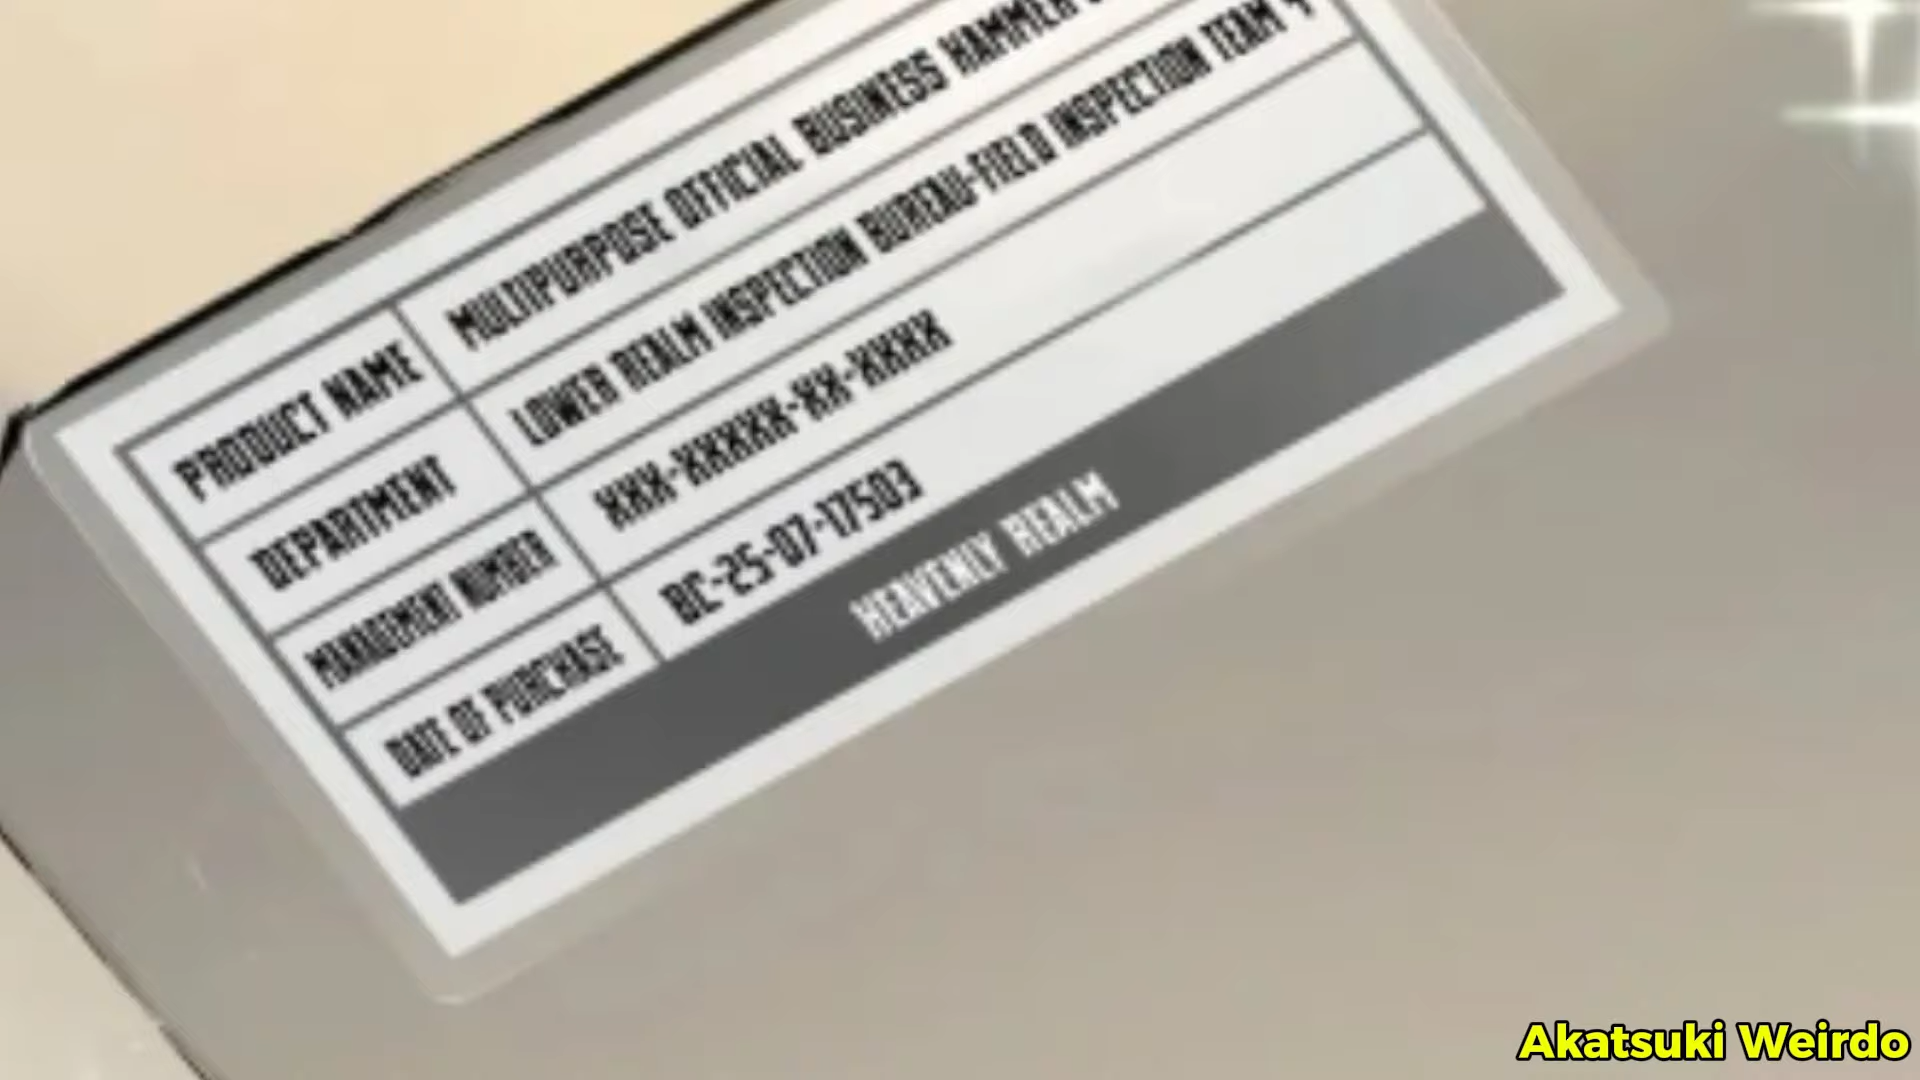 PRODUCT NAME MULTIPURPOSE OFFICIAL BUSINESS HAMMER
DEPARTMENT LOWER REALM INSPECTION BUREAU-FIELD INSPECTION TEAM
MANAGEMENT NUMBER XXX-XXXXX-XX-XXXX
DATE OF PURCHASE BC-25-07-17503
HEAVENLY REALM
Akatsuki Weirdo